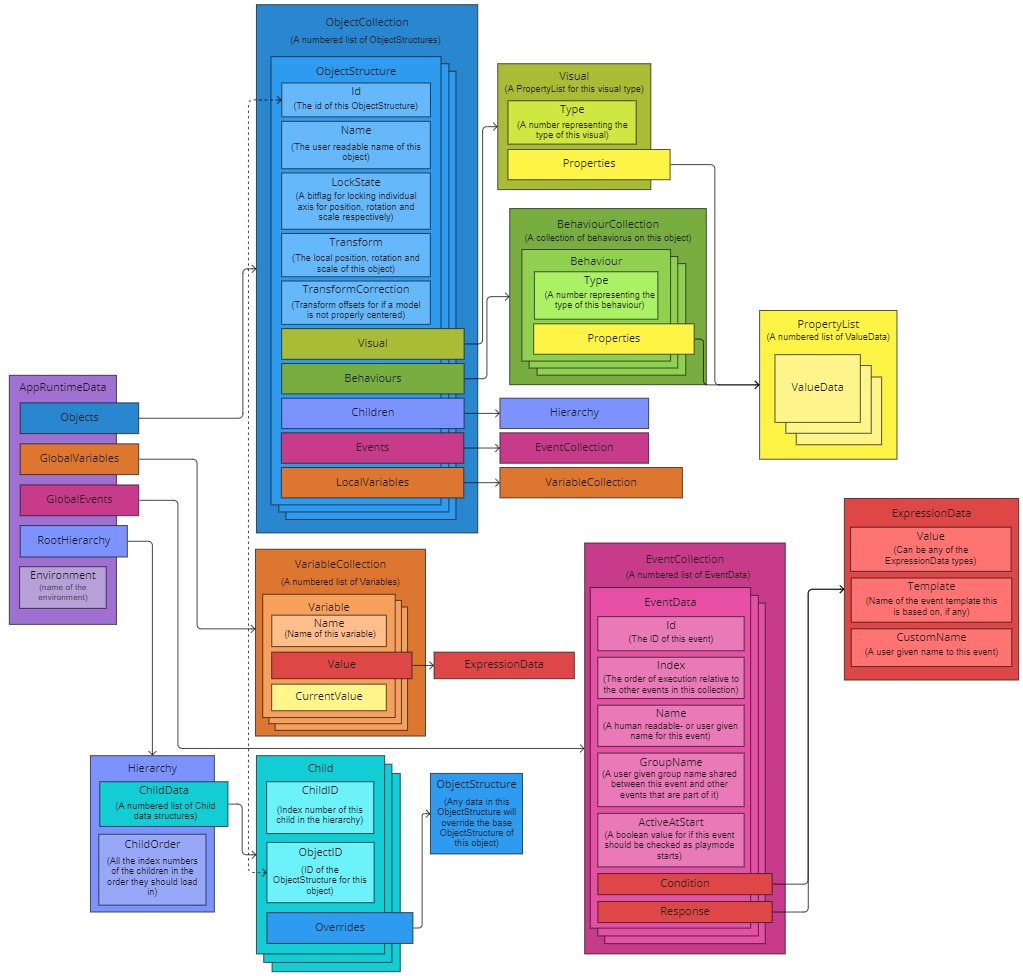 ObjectCollection
(A numbered list of ObjectStructures)
ObjectStructure
Id
(The id of this ObjectStructure)
Name
(The user readable name of this
object)
LockState
(A bitflag for locking individual
axis for position, rotation and
scale respectively)
Transform
(The local position, rotation and
scale of this object)
TransformCorrection
(Transform offsets for if a model
is not properly centered)
Visual
Behaviours
Children
Events
LocalVariables
Visual
(A PropertyList for this visual type)
Type
(A number representing the
type of this visual)
Properties
BehaviourCollection
(A collection of behaviorus on this object)
Behaviour
Type
(A number representing the
type of this behaviour)
Properties
PropertyList
(A numbered list of ValueData)
ValueData
Hierarchy
EventCollection
VariableCollection
AppRuntimeData
Objects
GlobalVariables
GlobalEvents
RootHierarchy
Environment
(name of the
environment)
VariableCollection
(A numbered list of Variables)
Variable
Name
(Name of this variable)
Value
CurrentValue
ExpressionData
EventCollection
(A numbered list of EventData)
EventData
Id
(The ID of this event)
Index
(The order of execution relative to
the other events in this collection)
Name
(A human readable- or user given
name for this event)
GroupName
(A user given group name shared
between this event and other
events that are part of it)
ActiveAtStart
(A boolean value for if this event
should be checked as playmode
starts)
Condition
Response
ExpressionData
Value
(Can be any of the
ExpressionData types)
Template
(Name of the event template this
is based on, if any)
CustomName
(A user given name to this event)
Hierarchy
ChildData
(A numbered list of Child
data structures)
ChildOrder
(All the index numbers
of the children in the
order they should load
in)
Child
ChildID
(Index number of this
child in the hierarchy)
ObjectID
(ID of the
ObjectStructure for this
object)
Overrides
ObjectStructure
(Any data in this
ObjectStructure will
override the base
ObjectStructure of
this object)